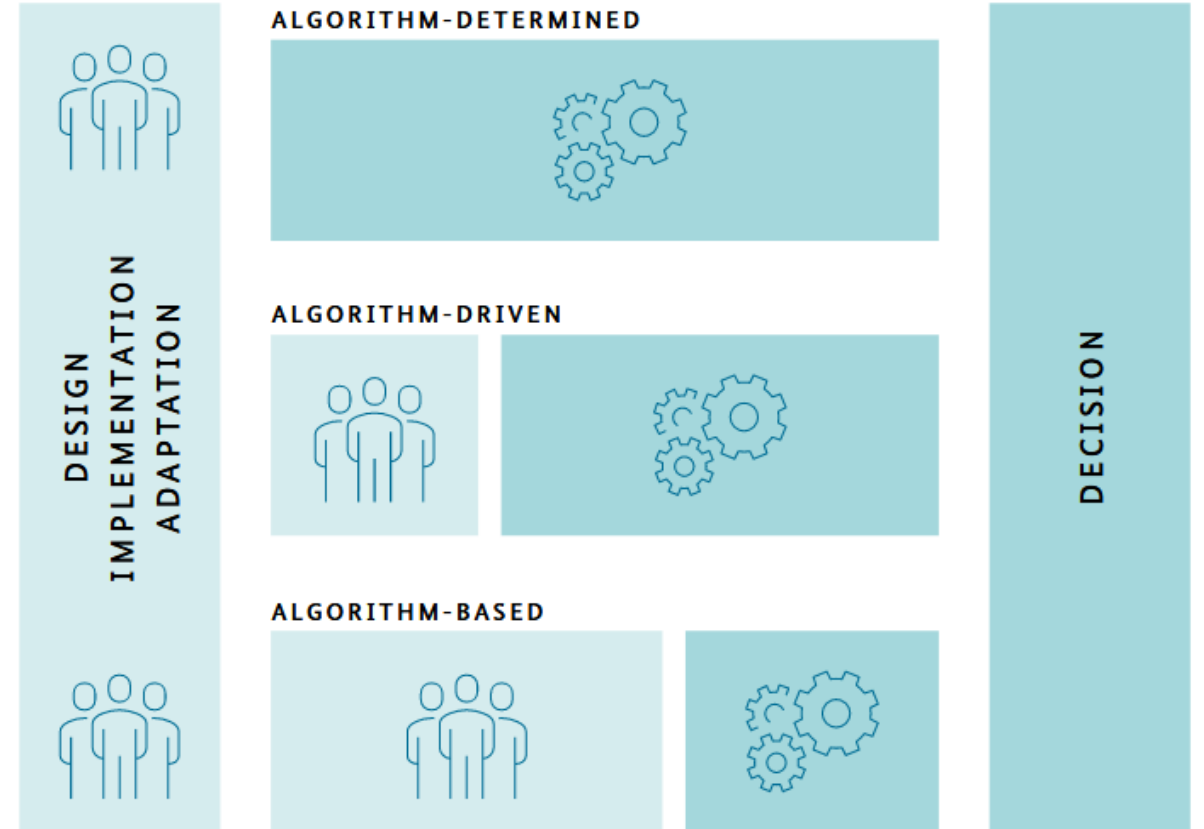 DESIGN
IMPLEMENTATION
ADAPTATION
ALGORITHM-DETERMINED
ALGORITHM-DRIVEN
ALGORITHM-BASED
DECISION